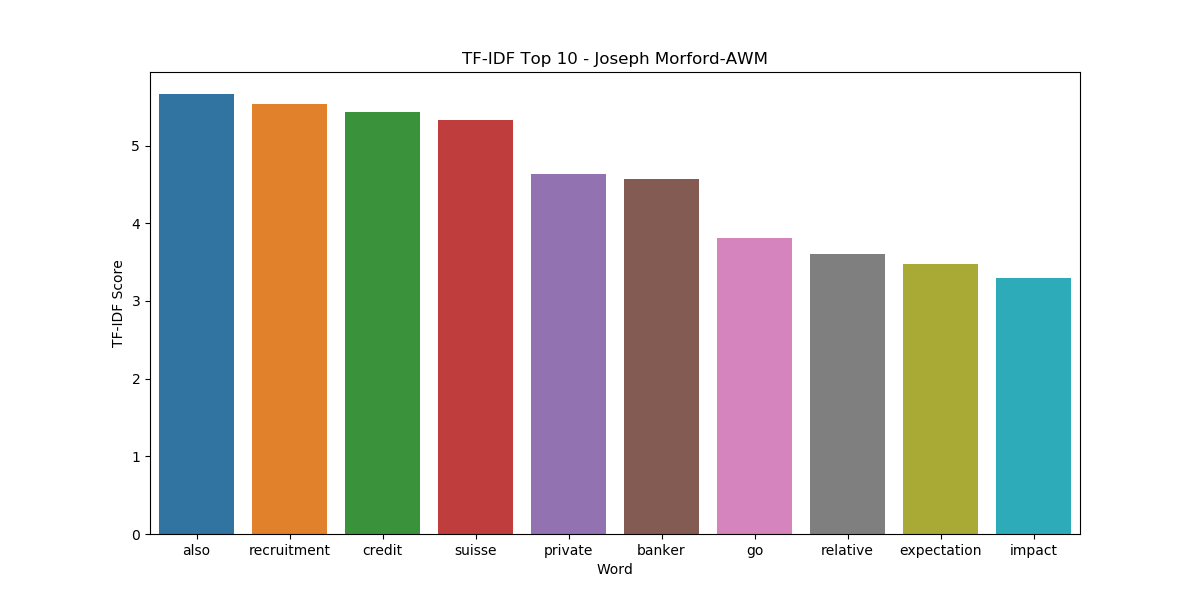 TF-IDF Top 10 - Joseph Morford-AWM
TF-IDF Score
5
4
3
2
1
0
also recruitment credit suisse private banker go relative expectation impact
Word